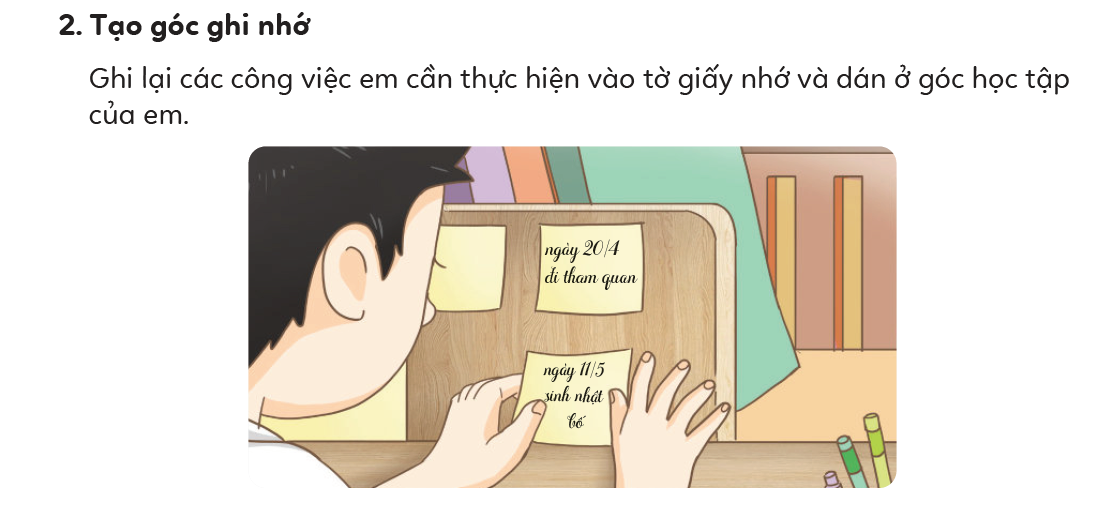 2. Tạo góc ghi nhớ
Ghi lại các công việc em cần thực hiện vào tờ giấy nhớ và dán ở góc học tập
của em.
ngày 20/4
đi tham quan
ngày 11/5
sinh nhật
bố